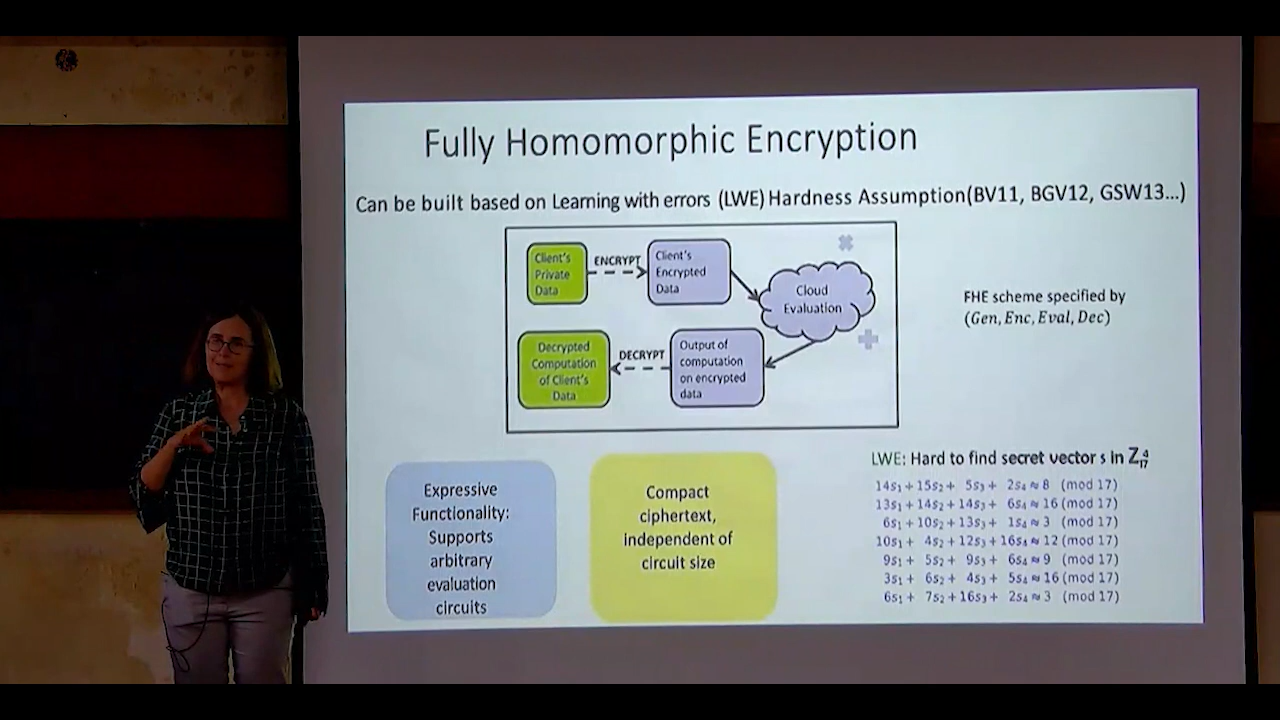 Fully Homomorphic Encryption
Can be built based on Learning with errors (LWE) Hardness Assumption(BV11, BGV12, GSW13...)
Client's
Private
Data
ENCRYPT
Client's
Encrypted
Data
Cloud
Evaluation
Decrypted
Computation
of Client's
Data
DECRYPT
Output of
computation
on encrypted
data
FHE scheme specified by
(Gen, Enc, Eval, Dec)
Expressive
Functionality:
Supports
arbitrary
evaluation
circuits
Compact
ciphertext,
independent of
circuit size
LWE: Hard to find secret vector s in ℤ₁₇⁴
14s₁ + 15s₂ + 5s₃ + 2s₄ ≈ 8 (mod 17)
13s₁ + 14s₂ + 14s₃ + 6s₄ ≈ 16 (mod 17)
6s₁ + 10s₂ + 13s₃ + 1s₄ ≈ 3 (mod 17)
10s₁ + 4s₂ + 12s₃ + 16s₄ ≈ 12 (mod 17)
9s₁ + 5s₂ + 9s₃ + 6s₄ ≈ 9 (mod 17)
3s₁ + 6s₂ + 4s₃ + 5s₄ ≈ 16 (mod 17)
6s₁ + 7s₂ + 16s₃ + 2s₄ ≈ 3 (mod 17)